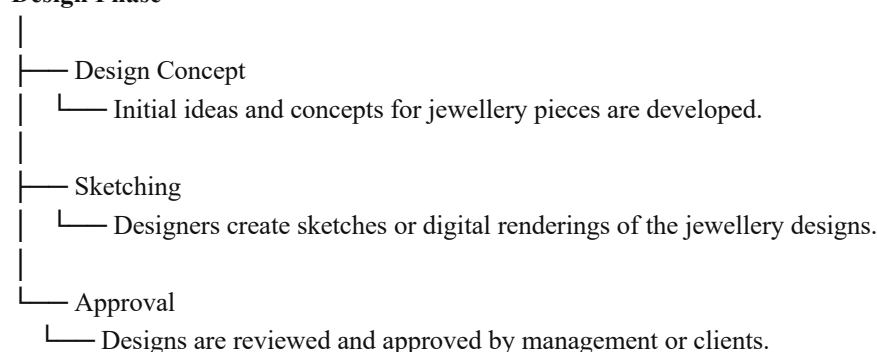 Design Phase
Design Concept
Initial ideas and concepts for jewellery pieces are developed.
Sketching
Designers create sketches or digital renderings of the jewellery designs.
Approval
Designs are reviewed and approved by management or clients.